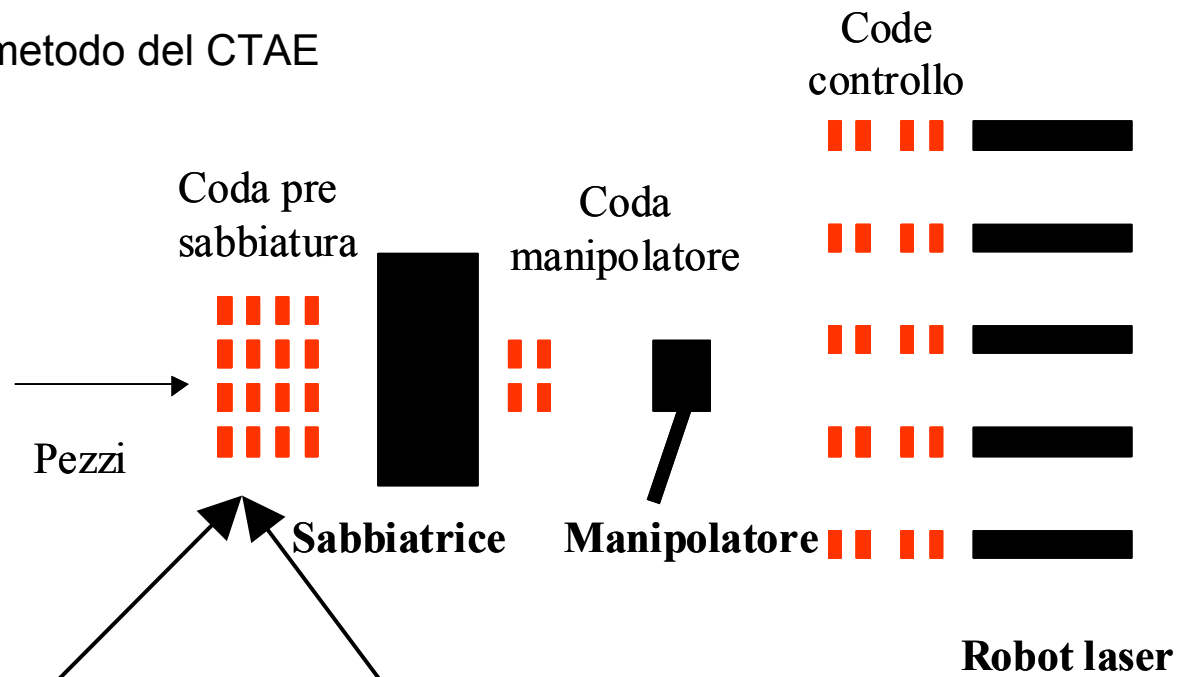 metodo del CTAE
Code
controllo
Coda pre
sabbiatura
Coda
manipolatore
Pezzi
Sabbiatrice
Manipolatore
Robot laser